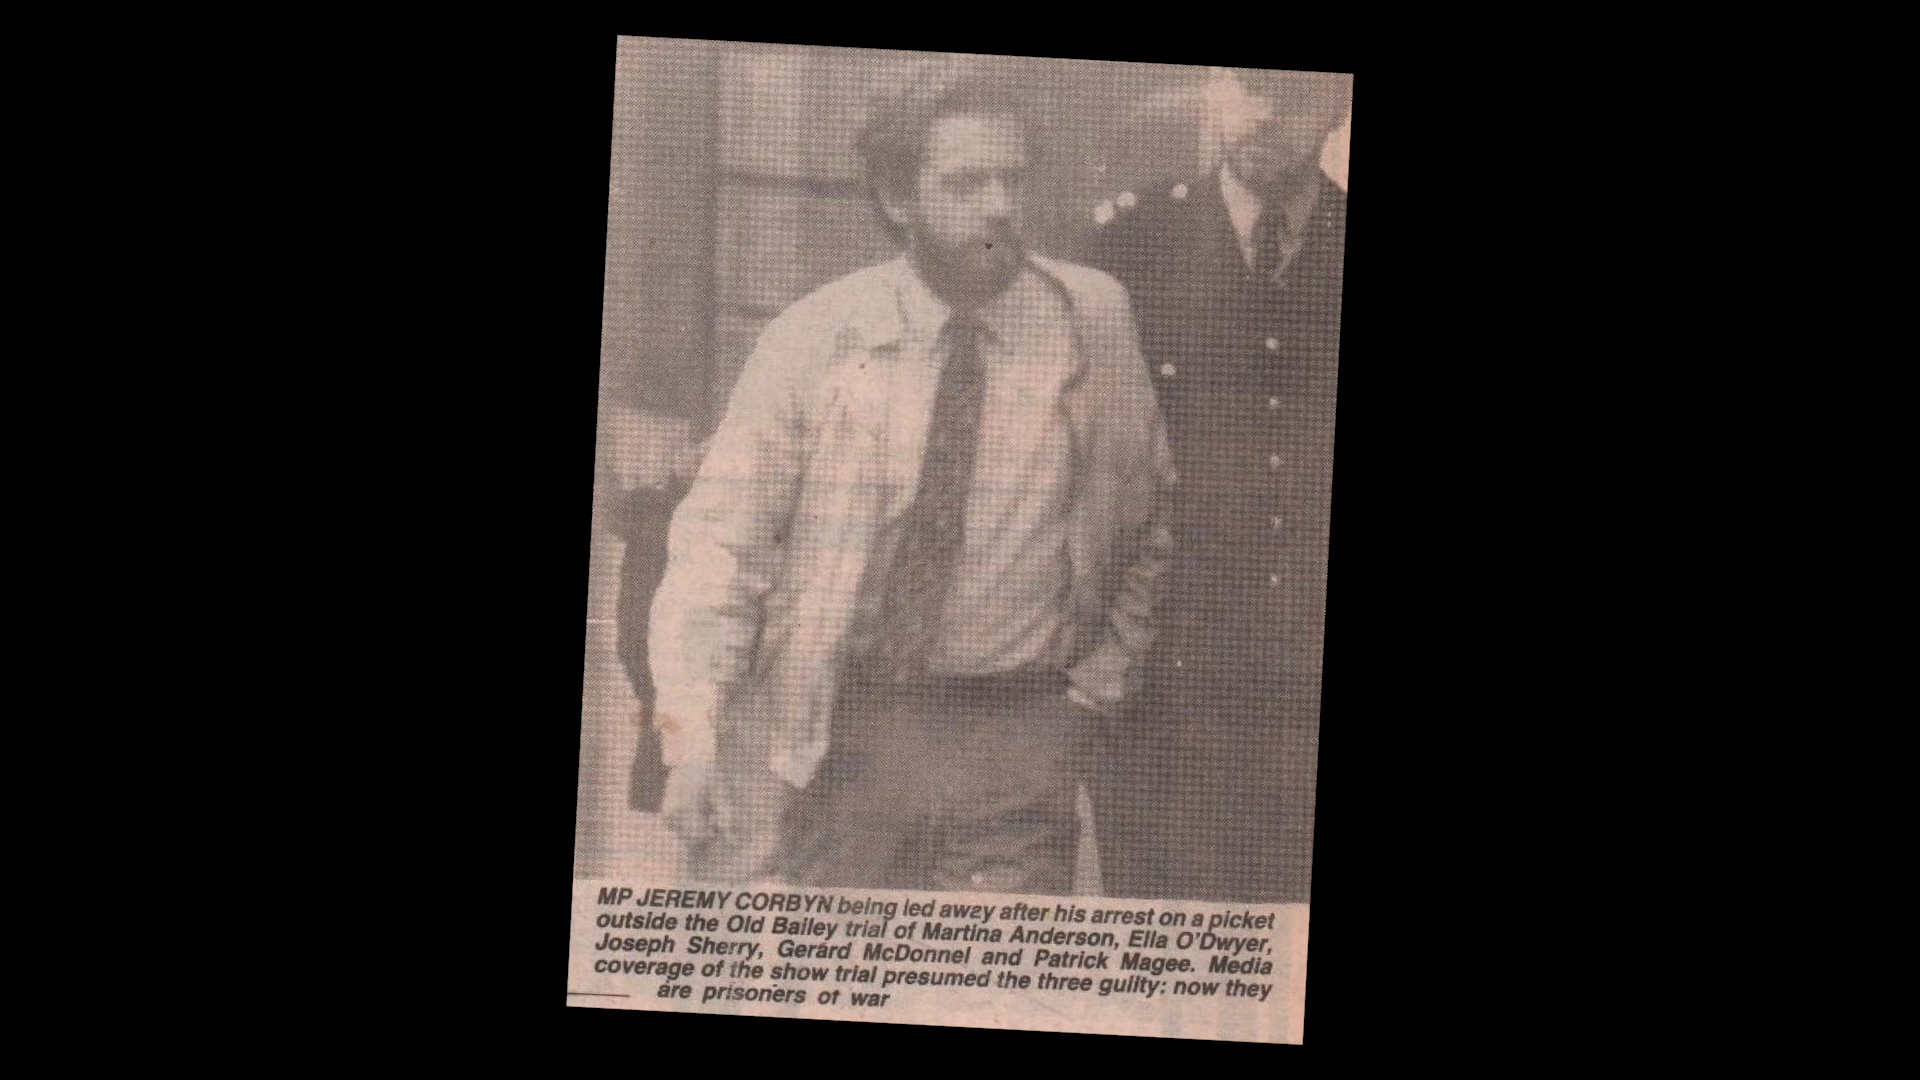 MP JEREMY CORBYN being led away after his arrest on a picket
outside the Old Bailey trial of Martina Anderson, Ella O'Dwyer,
Joseph Sherry, Gerard McDonnel and Patrick Magee. Media
coverage of the show trial presumed the three guilty: now they
are prisoners of war